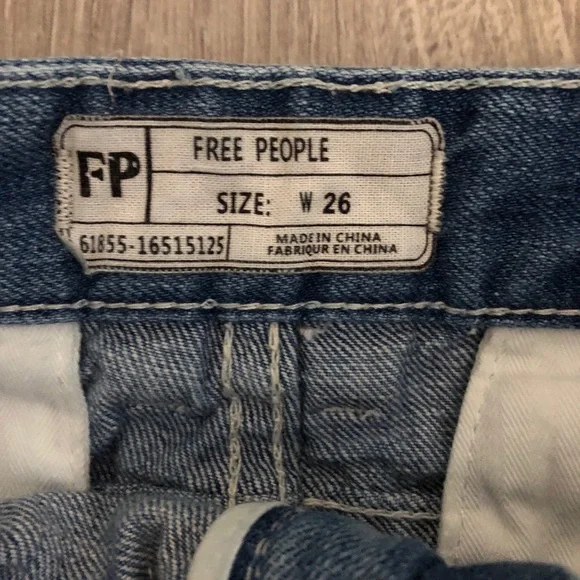 FP
FREE PEOPLE
SIZE: W 26
61855-16515125
MADE IN CHINA
FABRIQUR EN CHINA